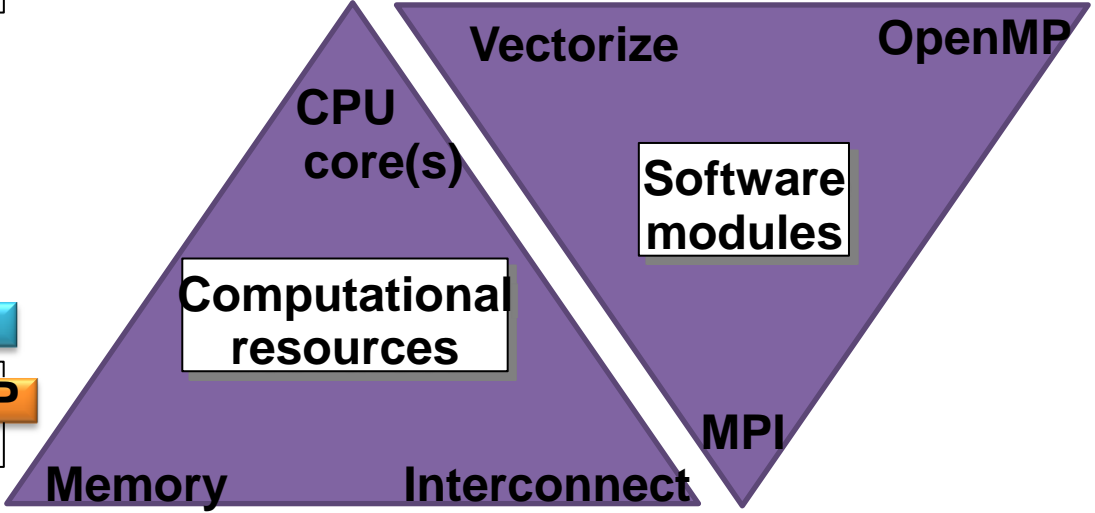 Vectorize
OpenMP
CPU
core(s)
Software
modules
Computational
resources
P
MPI
Memory
Interconnect